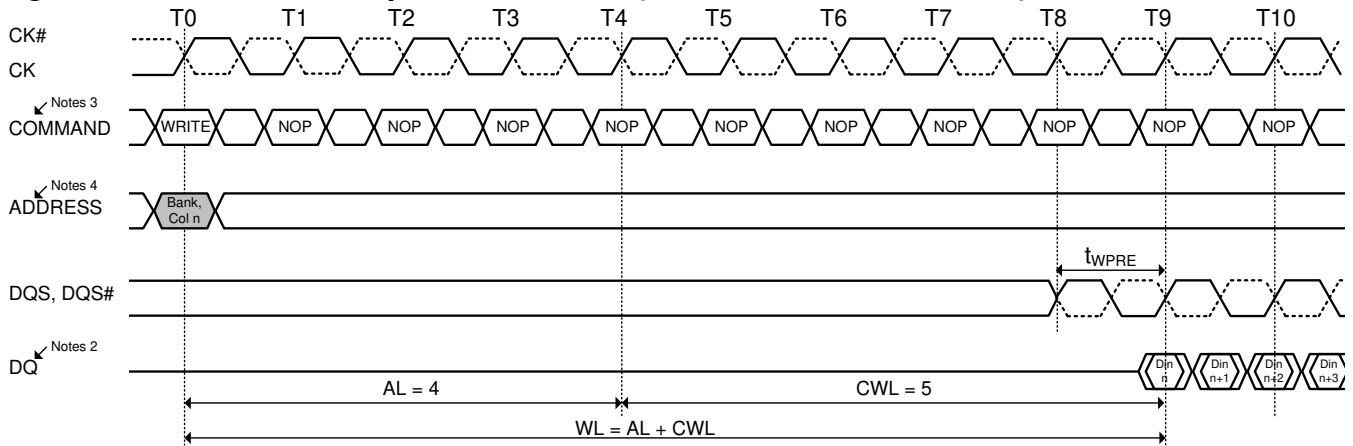 T0 T1 T2 T3 T4 T5 T6 T7 T8 T9 T10
CK#
CK
Notes 3
COMMAND WRITE NOP NOP NOP NOP NOP NOP NOP NOP NOP NOP
Notes 4
ADDRESS
Bank,
Col n
tWPRE
DQS, DQS#
Notes 2
DQ
Din Din Din Din
n n+1 n+2 n+3
AL = 4 CWL = 5
WL = AL + CWL